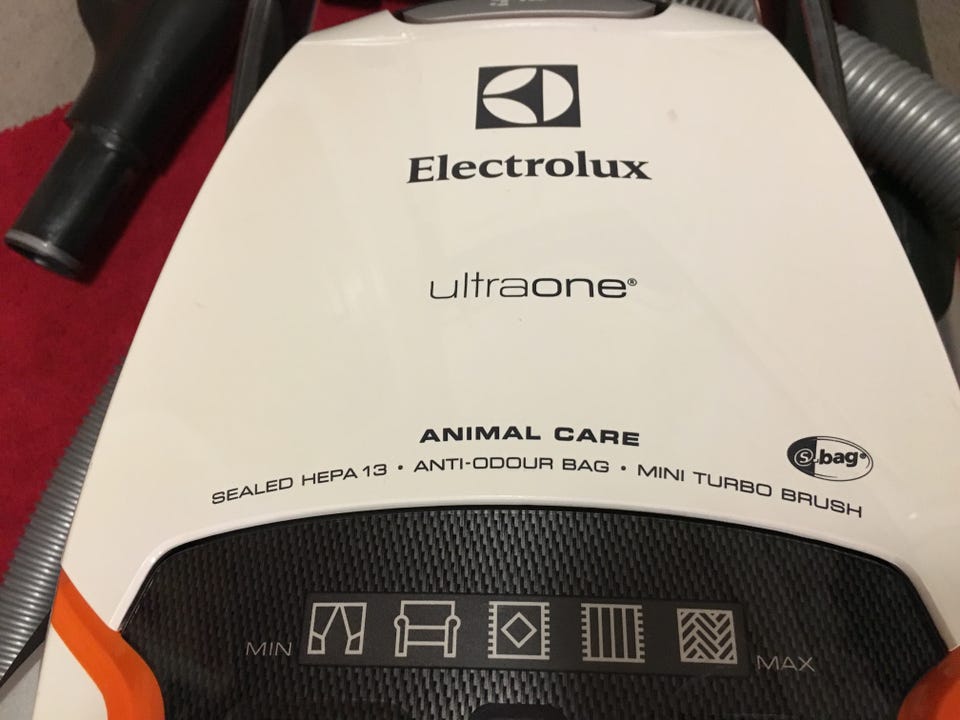 Electrolux
ultraone®
ANIMAL CARE
s-bag®
SEALED HEPA 13 • ANTI-ODOUR BAG • MINI TURBO BRUSH
MIN
MAX